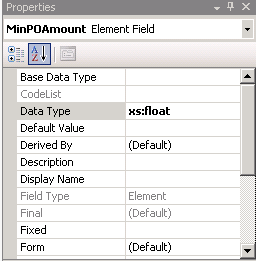 Properties
MinPOAmount Element Field
Base Data Type
CodeList
Data Type xs:float
Default Value
Derived By (Default)
Description
Display Name
Field Type Element
Final (Default)
Fixed
Form (Default)